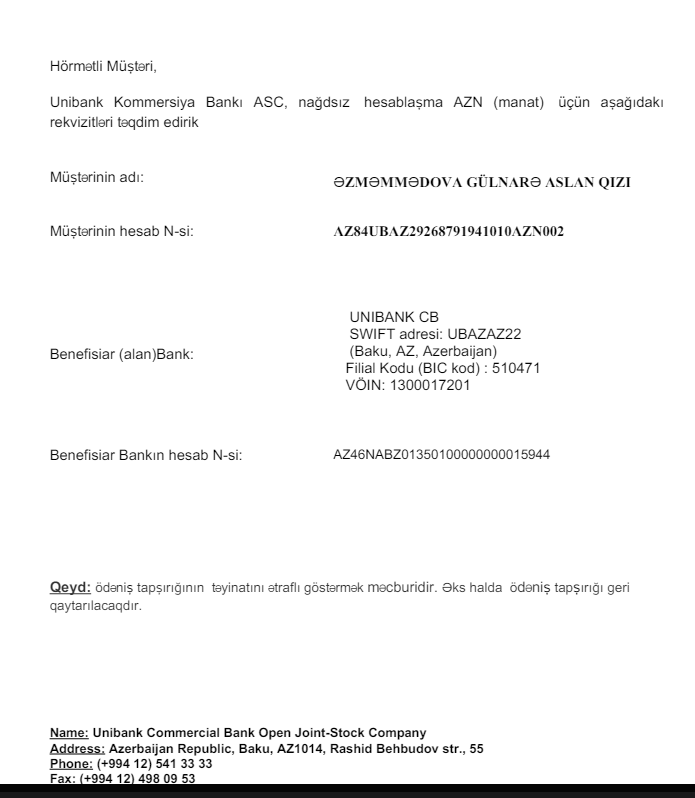 Hörmətli Müştəri,
Unibank Kommersiya Bankı ASC, nağdsız hesablaşma AZN (manat) üçün aşağıdakı
rekvizitləri təqdim edirik
Müştərinin adı:
ƏZMƏMMƏDOVA GÜLNARƏ ASLAN QIZI
Müştərinin hesab N-si:
AZ84UBAZ29268791941010AZN002
UNIBANK CB
SWIFT adresi: UBAZAZ22
(Baku, AZ, Azerbaijan)
Benefisiar (alan)Bank:
Filial Kodu (BIC kod) : 510471
VÖIN: 1300017201
Benefisiar Bankın hesab N-si:
AZ46NABZ01350100000000015944
Qeyd: ödəniş tapşırığının təyinatını ətraflı göstərmək məcburidir. Əks halda ödəniş tapşırığı geri
qaytarılacaqdır.
Name: Unibank Commercial Bank Open Joint-Stock Company
Address: Azerbaijan Republic, Baku, AZ1014, Rashid Behbudov str., 55
Phone: (+994 12) 541 33 33
Fax: (+994 12) 498 09 53